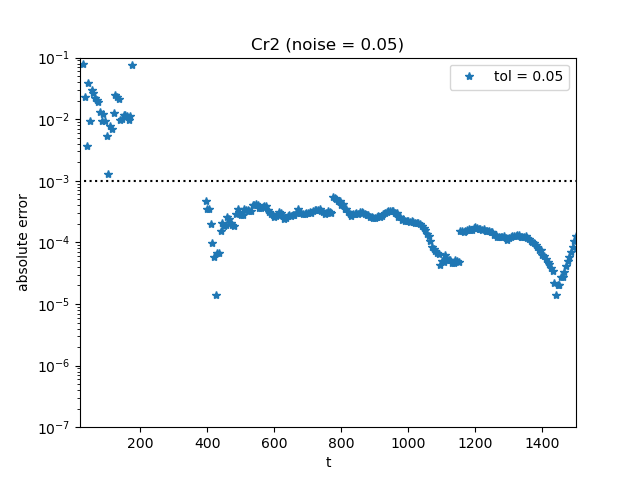 Cr2 (noise = 0.05)
tol = 0.05
absolute error
10⁻¹
10⁻²
10⁻³
10⁻⁴
10⁻⁵
10⁻⁶
10⁻⁷
200 400 600 800 1000 1200 1400
t